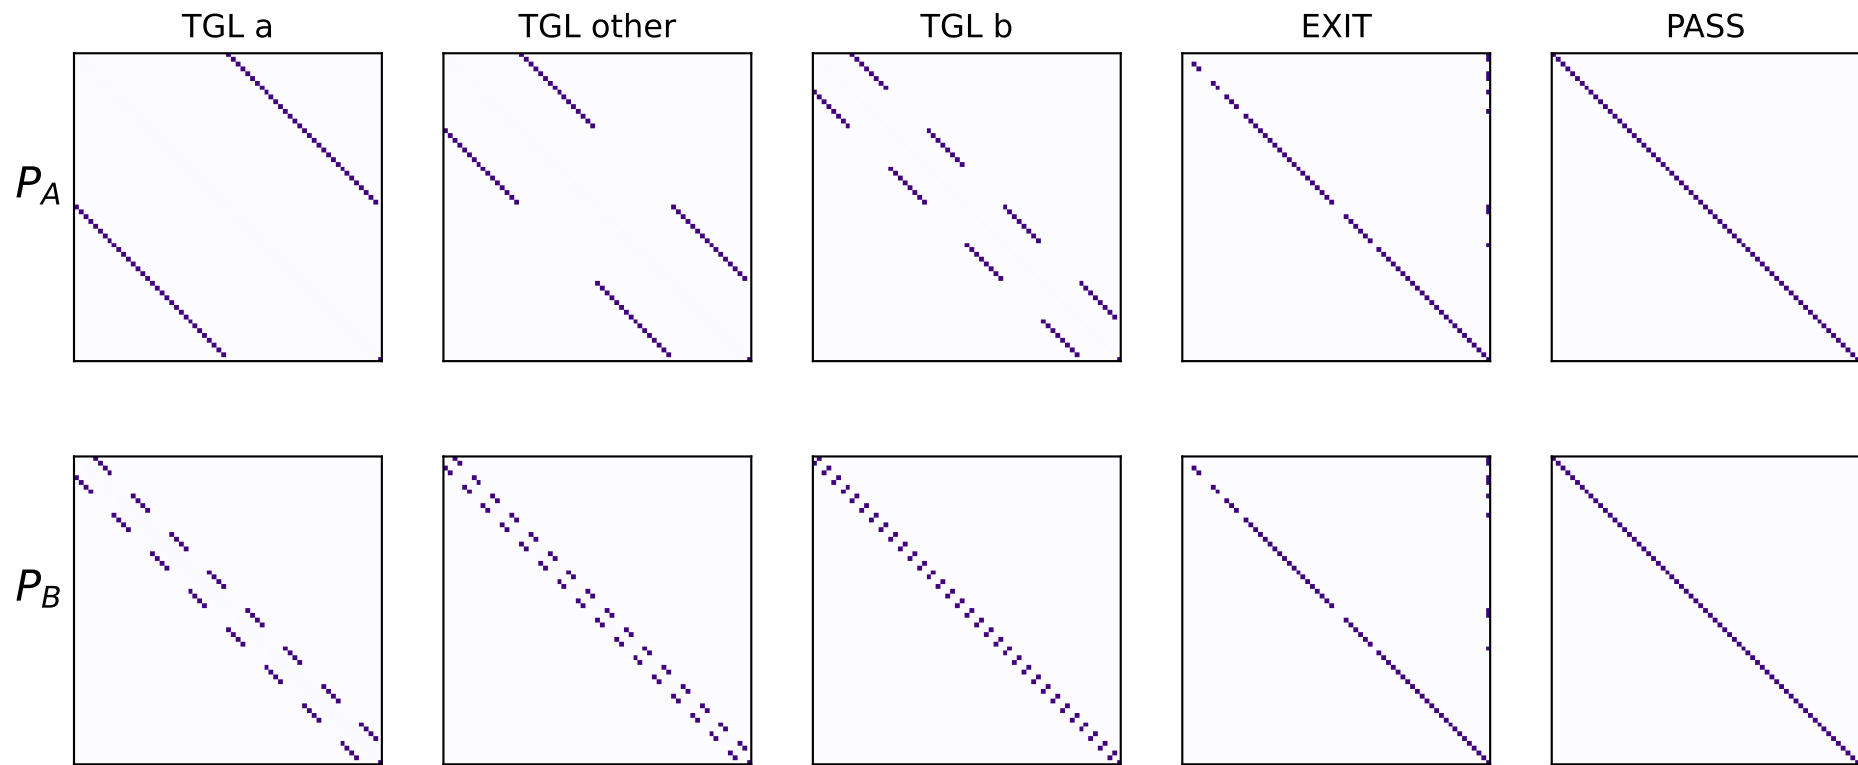 TGL a
TGL other
TGL b
EXIT
PASS
P_A
P_B